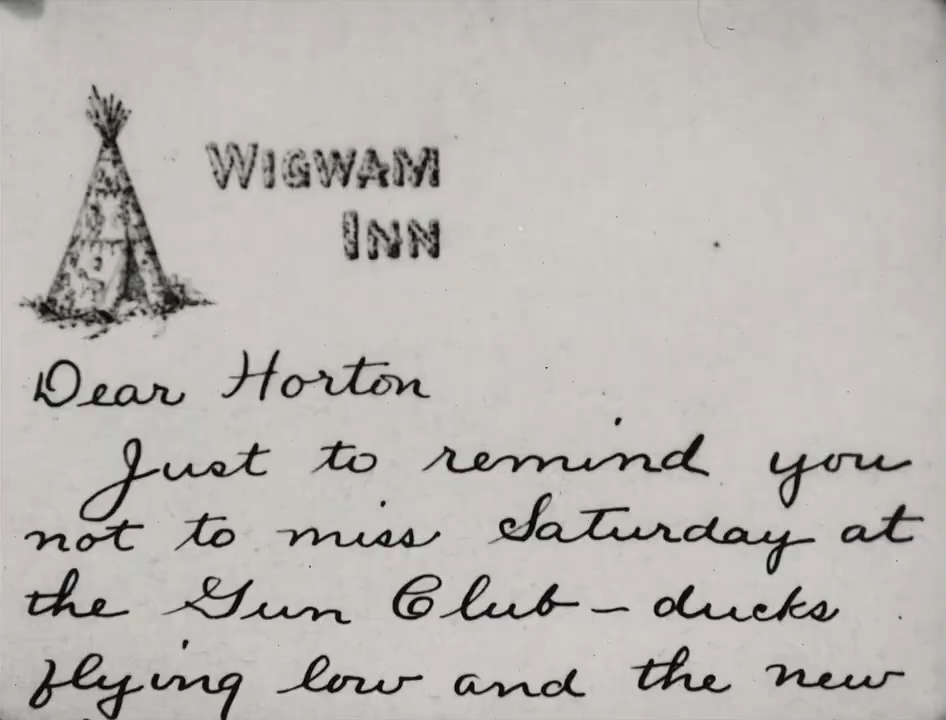 WIGWAM
INN
Dear Horton
Just to remind you
not to miss Saturday at
the Gun Club – ducks
flying low and the new